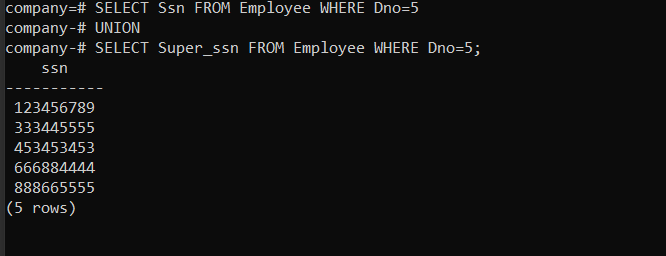 company=# SELECT Ssn FROM Employee WHERE Dno=5
company-# UNION
company-# SELECT Super_ssn FROM Employee WHERE Dno=5;
    ssn
-----------
 123456789
 333445555
 453453453
 666884444
 888665555
(5 rows)